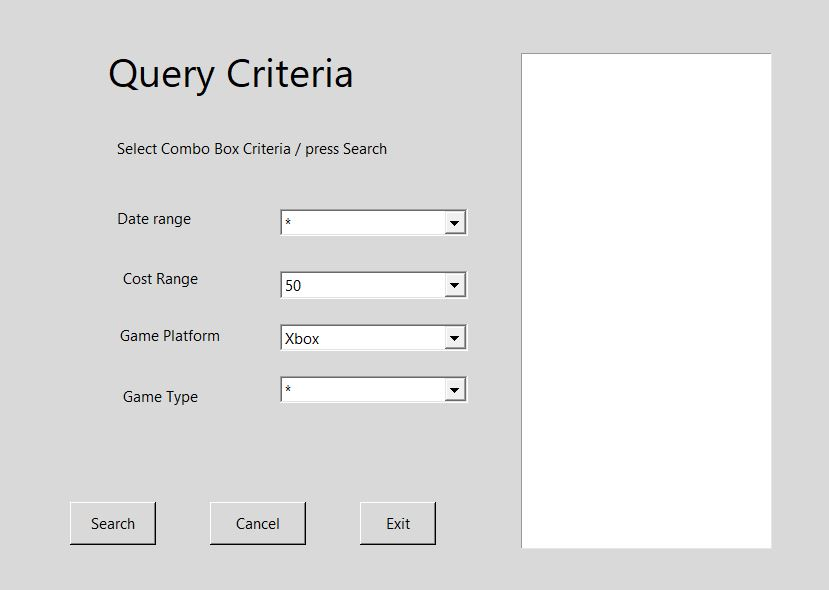 Query Criteria
Select Combo Box Criteria / press Search
Date range
*
Cost Range
50
Game Platform
Xbox
Game Type
*
Search
Cancel
Exit